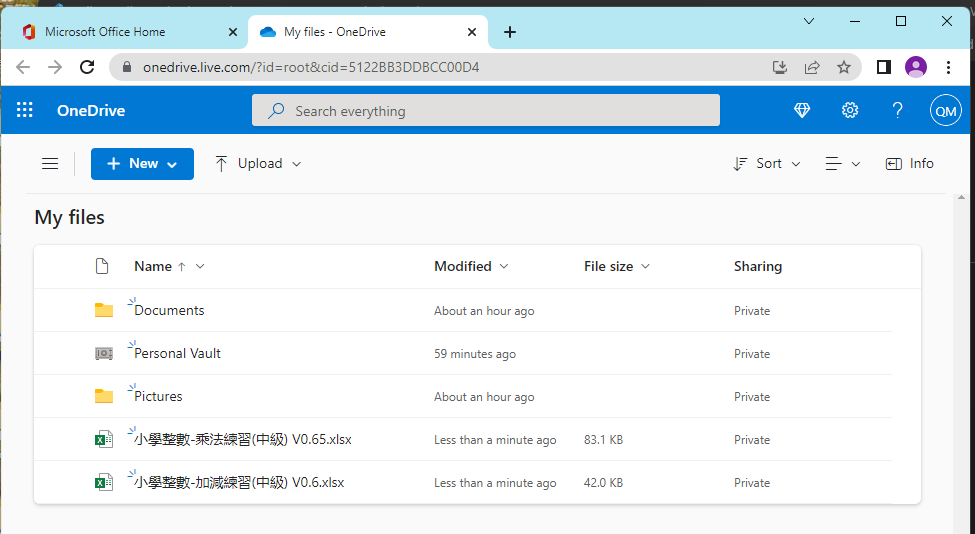 Microsoft Office Home
My files - OneDrive
onedrive.live.com/?id=root&cid=5122BB3DDBCC00D4
OneDrive
Search everything
QM
New
Upload
Sort
Info
My files
Name Modified File size Sharing
Documents About an hour ago Private
Personal Vault 59 minutes ago Private
Pictures About an hour ago Private
小學整數-乘法練習(中級) V0.65.xlsx Less than a minute ago 83.1 KB Private
小學整數-加減練習(中級) V0.6.xlsx Less than a minute ago 42.0 KB Private